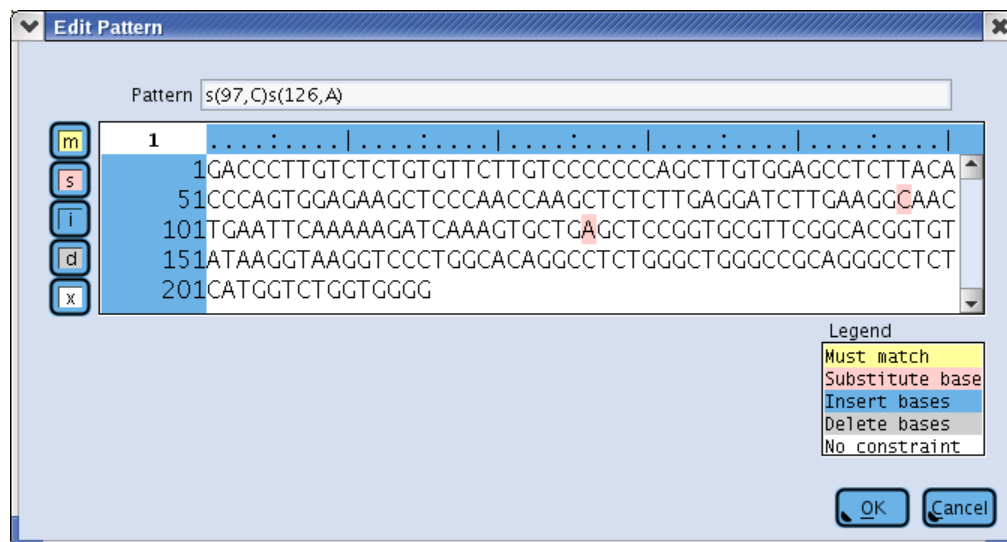 Edit Pattern
Pattern s(97,C)s(126,A)
m
s
i
d
x
1 ....:....|....:....|....:....|....:....|....:....|
1GACCCTTGTCTCTGTGTTCTTGTCCCCCCCAGCTTGTGGAGCCTCTTACA
51CCCAGTGGAGAAGCTCCCAACCAAGCTCTCTTGAGGATCTTGAAGGCAAC
101TGAATTCAAAAAGATCAAAGTGCTGAGCTCCGGTGCGTTCGGCACGGTGT
151ATAAGGTAAGGTCCCTGGCACAGGCCTCTGGGCTGGGCCGCAGGGCCTCT
201CATGGTCTGGTGGGG
Legend
Must match
Substitute base
Insert bases
Delete bases
No constraint
OK Cancel